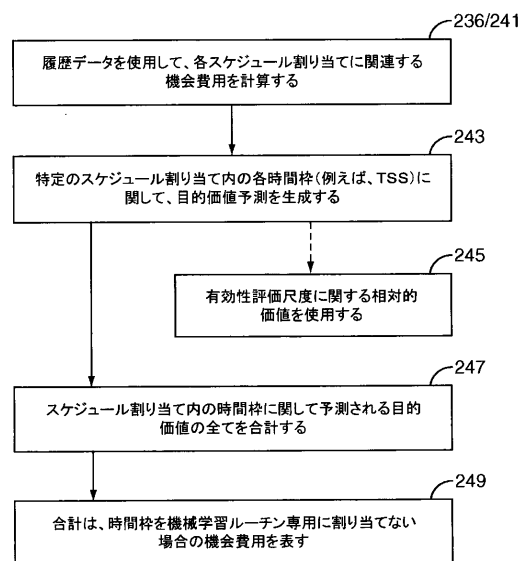 236/241
履歴データを使用して、各スケジュール割り当てに関連する
機会費用を計算する
243
特定のスケジュール割り当て内の各時間枠(例えば、TSS)に
関して、目的価値予測を生成する
245
有効性評価尺度に関する相対的
価値を使用する
247
スケジュール割り当て内の時間枠に関して予測される目的
価値の全てを合計する
249
合計は、時間枠を機械学習ルーチン専用に割り当てない
場合の機会費用を表す